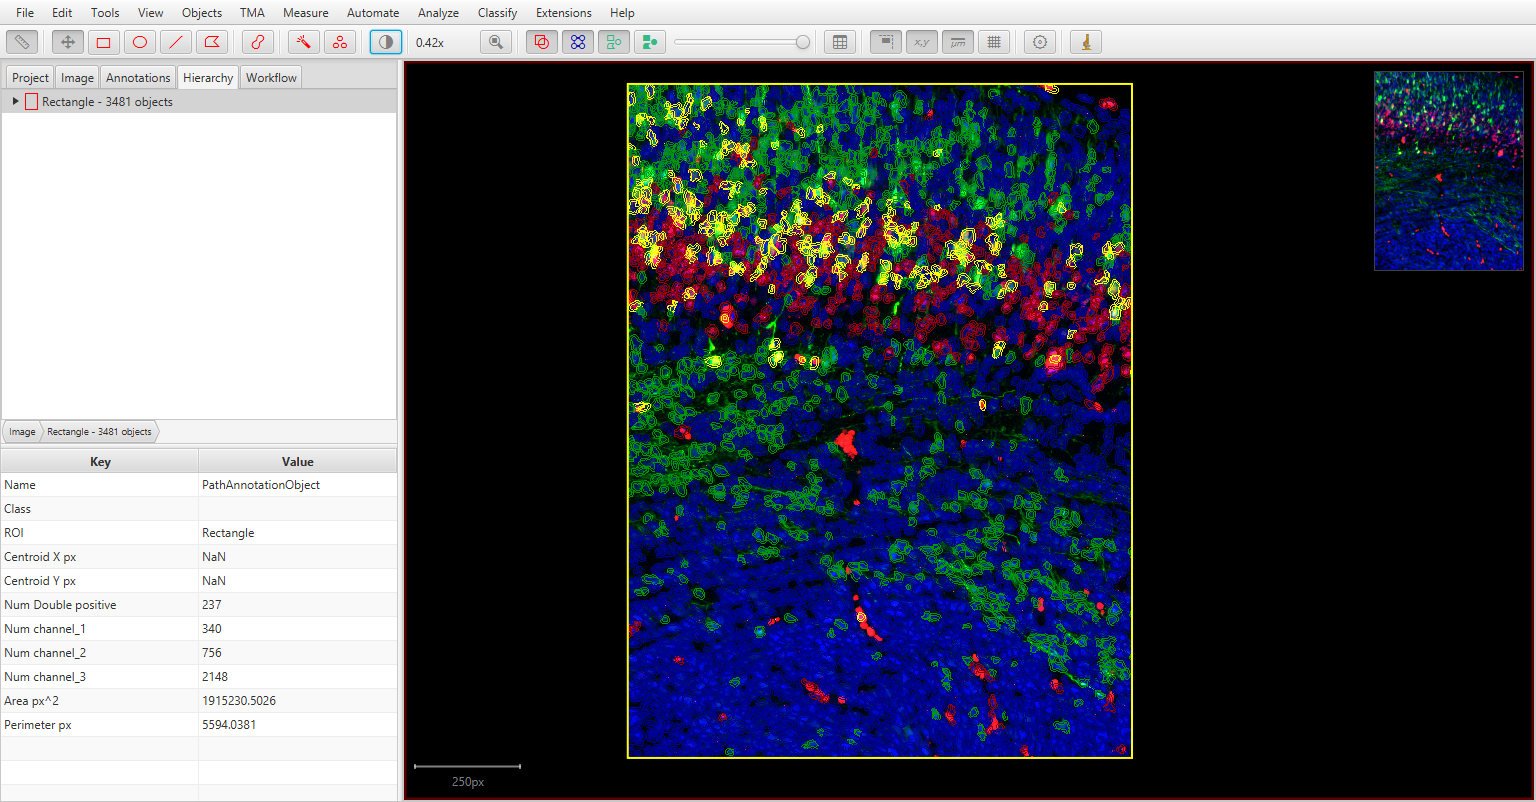 File Edit Tools View Objects TMA Measure Automate Analyze Classify Extensions Help
0.42x x,y μm
Project Image Annotations Hierarchy Workflow
Rectangle - 3481 objects
Image Rectangle - 3481 objects
Key Value
Name PathAnnotationObject
Class
ROI Rectangle
Centroid X px NaN
Centroid Y px NaN
Num Double positive 237
Num channel_1 340
Num channel_2 756
Num channel_3 2148
Area px^2 1915230.5026
Perimeter px 5594.0381
250px